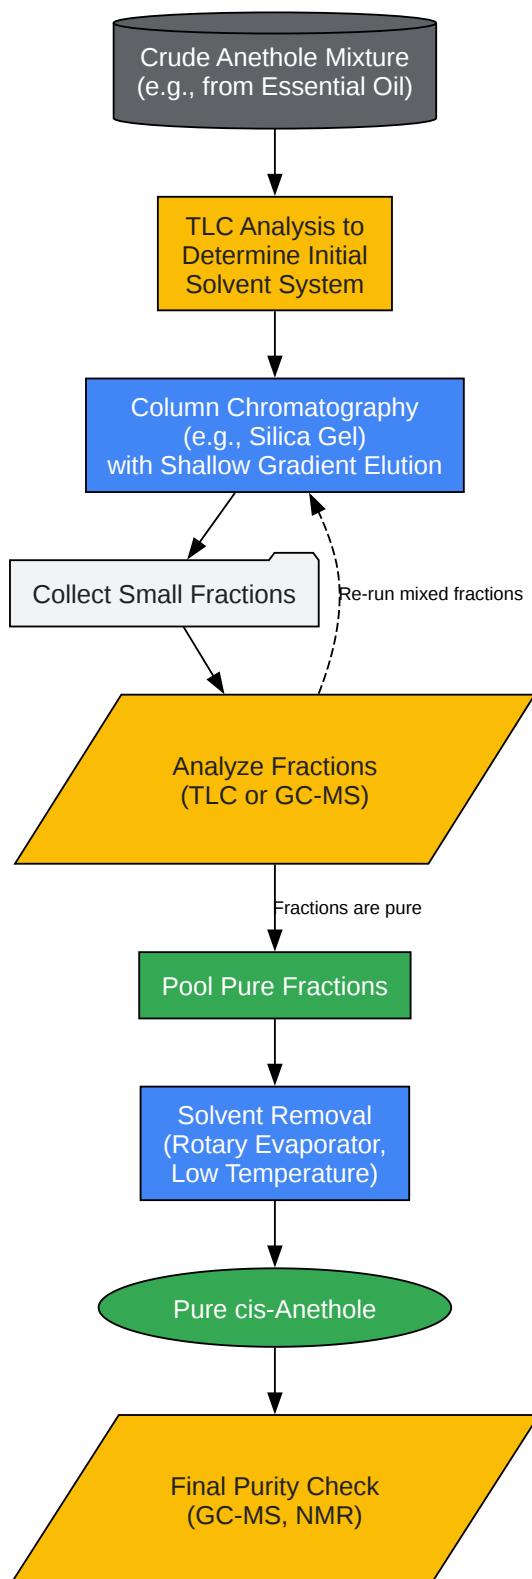 Crude Anethole Mixture
(e.g., from Essential Oil)
TLC Analysis to
Determine Initial
Solvent System
Column Chromatography
(e.g., Silica Gel)
with Shallow Gradient Elution
Collect Small Fractions
Re-run mixed fractions
Analyze Fractions
(TLC or GC-MS)
Fractions are pure
Pool Pure Fractions
Solvent Removal
(Rotary Evaporator,
Low Temperature)
Pure cis-Anethole
Final Purity Check
(GC-MS, NMR)